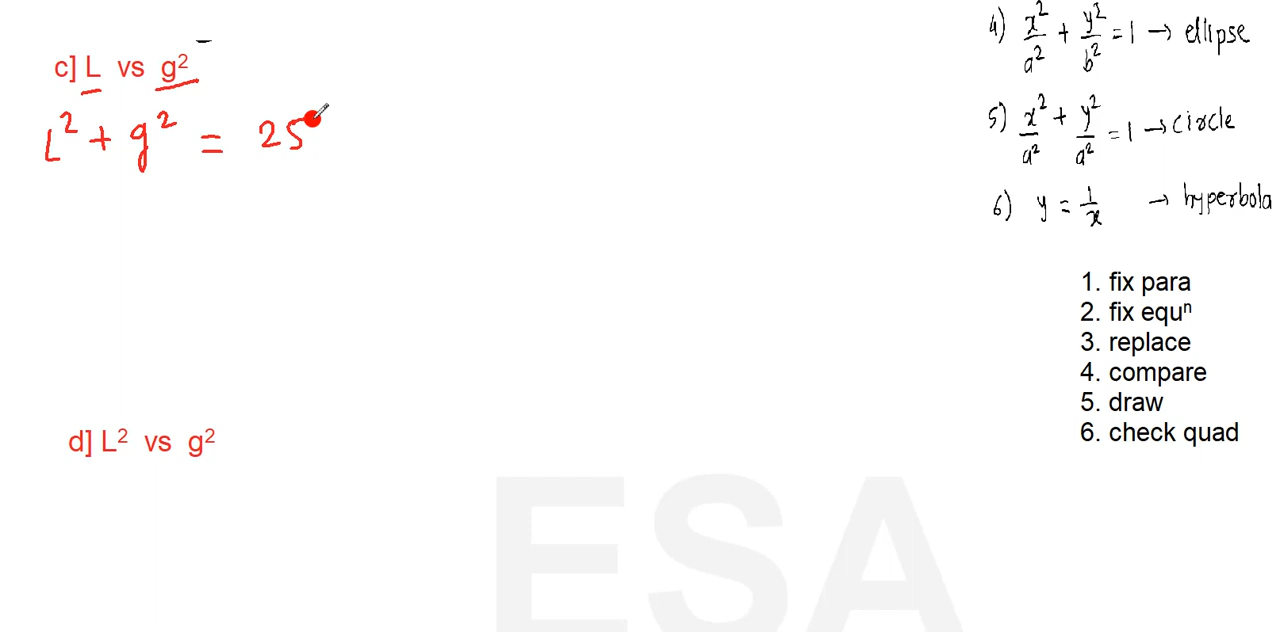 c] L vs g²
L² + g² = 25
d] L² vs g²
4) x²/a² + y²/b² = 1 → ellipse
5) x²/a² + y²/a² = 1 → circle
6) y = 1/x → hyperbola
1. fix para
2. fix equⁿ
3. replace
4. compare
5. draw
6. check quad
ESA